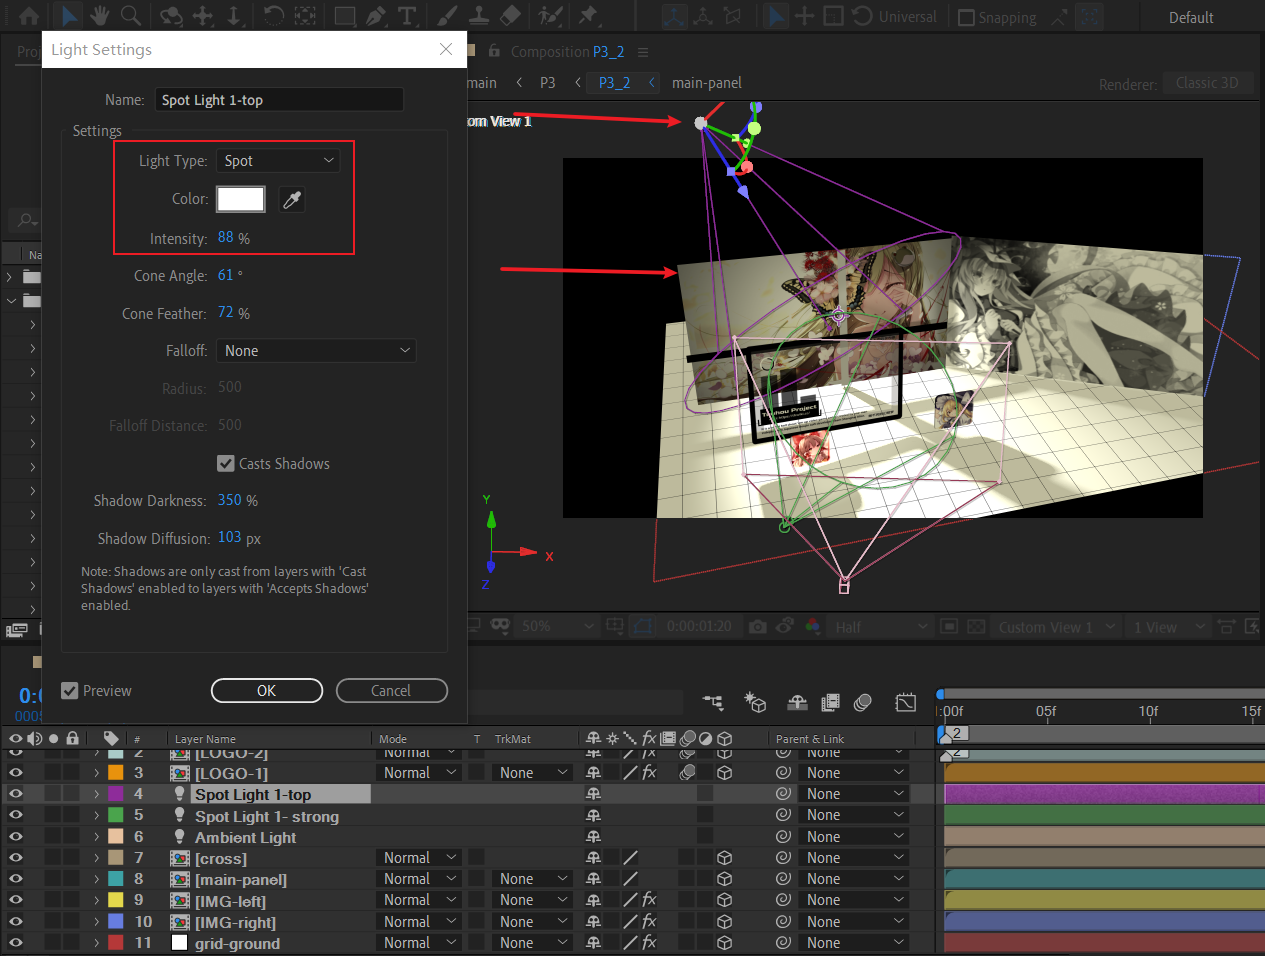 Universal
Snapping
Default
Light Settings
Composition P3_2
main
P3
P3_2
main-panel
Renderer:
Classic 3D
Name:
Spot Light 1-top
Settings
om View 1
Light Type:
Spot
Color:
Intensity:
88 %
Cone Angle:
61 °
Cone Feather:
72 %
Falloff:
None
Radius:
500
Falloff Distance:
500
Casts Shadows
Shadow Darkness:
350 %
Shadow Diffusion:
103 px
Note: Shadows are only cast from layers with 'Cast
Shadows' enabled to layers with 'Accepts Shadows'
enabled.
Touhou Project
Y
X
Z
50%
0:00:01:20
Half
Custom View 1
1 View
Preview
OK
Cancel
:00f
05f
10f
15f
# Layer Name Mode T TrkMat Parent & Link
2
2 [LOGO-2] Normal None
2
3 [LOGO-1] Normal None None
4 Spot Light 1-top None
5 Spot Light 1- strong None
6 Ambient Light None
7 [cross] Normal None
8 [main-panel] Normal None None
9 [IMG-left] Normal None None
10 [IMG-right] Normal None None
11 grid-ground Normal None None